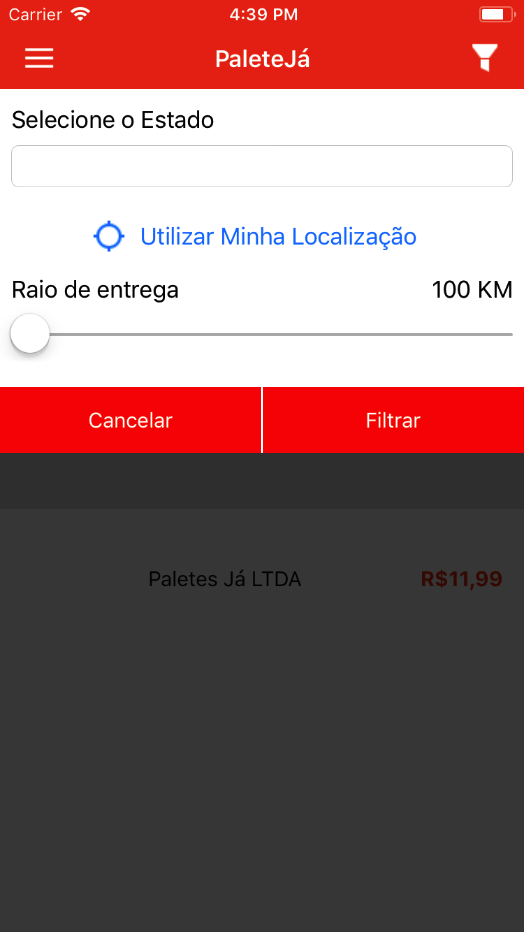 Carrier 4:39 PM
PaleteJá
Selecione o Estado
Utilizar Minha Localização
Raio de entrega 100 KM
Cancelar Filtrar
Paletes Já LTDA R$11,99